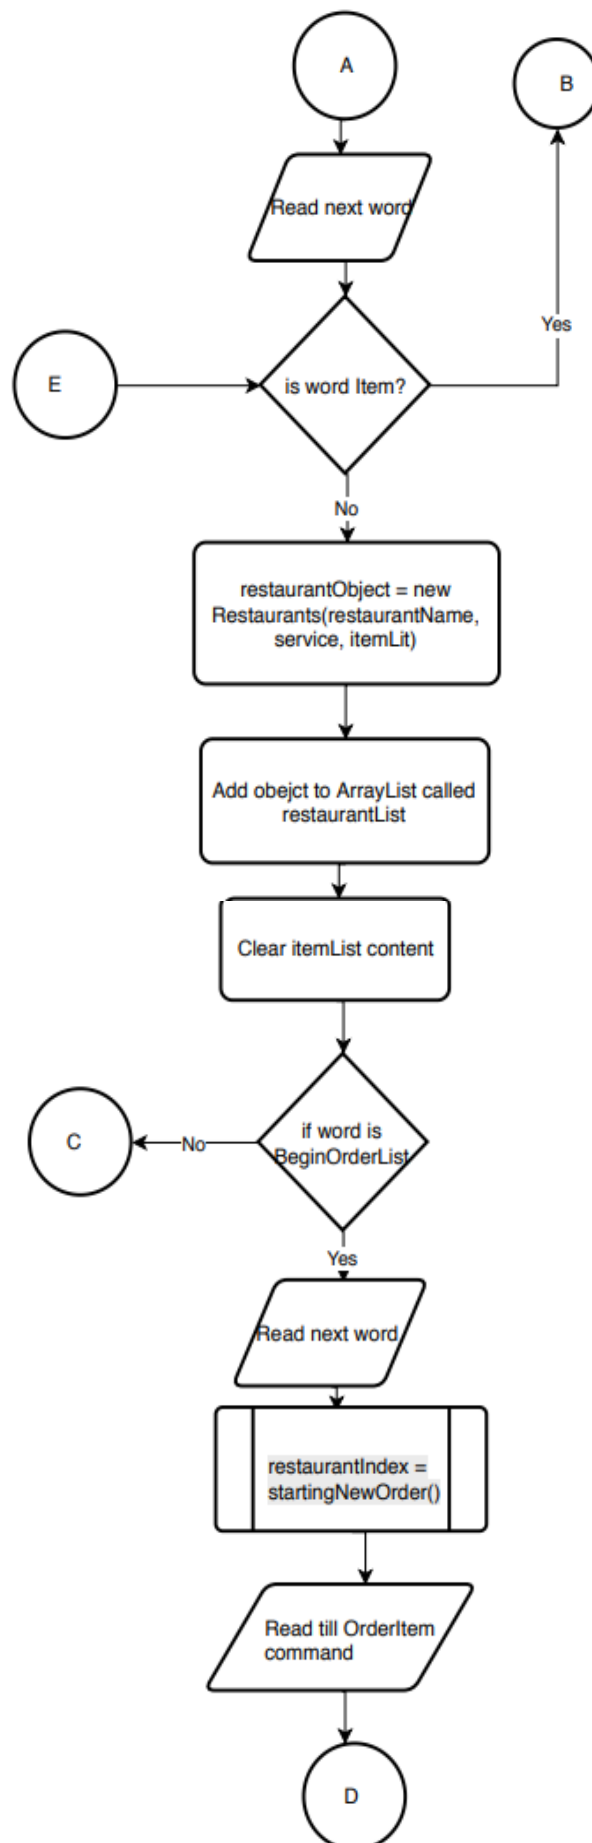 A
B
Read next word
Yes
E
is word Item?
No
restaurantObject = new
Restaurants(restaurantName,
service, itemLit)
Add obejct to ArrayList called
restaurantList
Clear itemList content
if word is
BeginOrderList
C
No
Yes
Read next word
restaurantIndex =
startingNewOrder()
Read till OrderItem
command
D